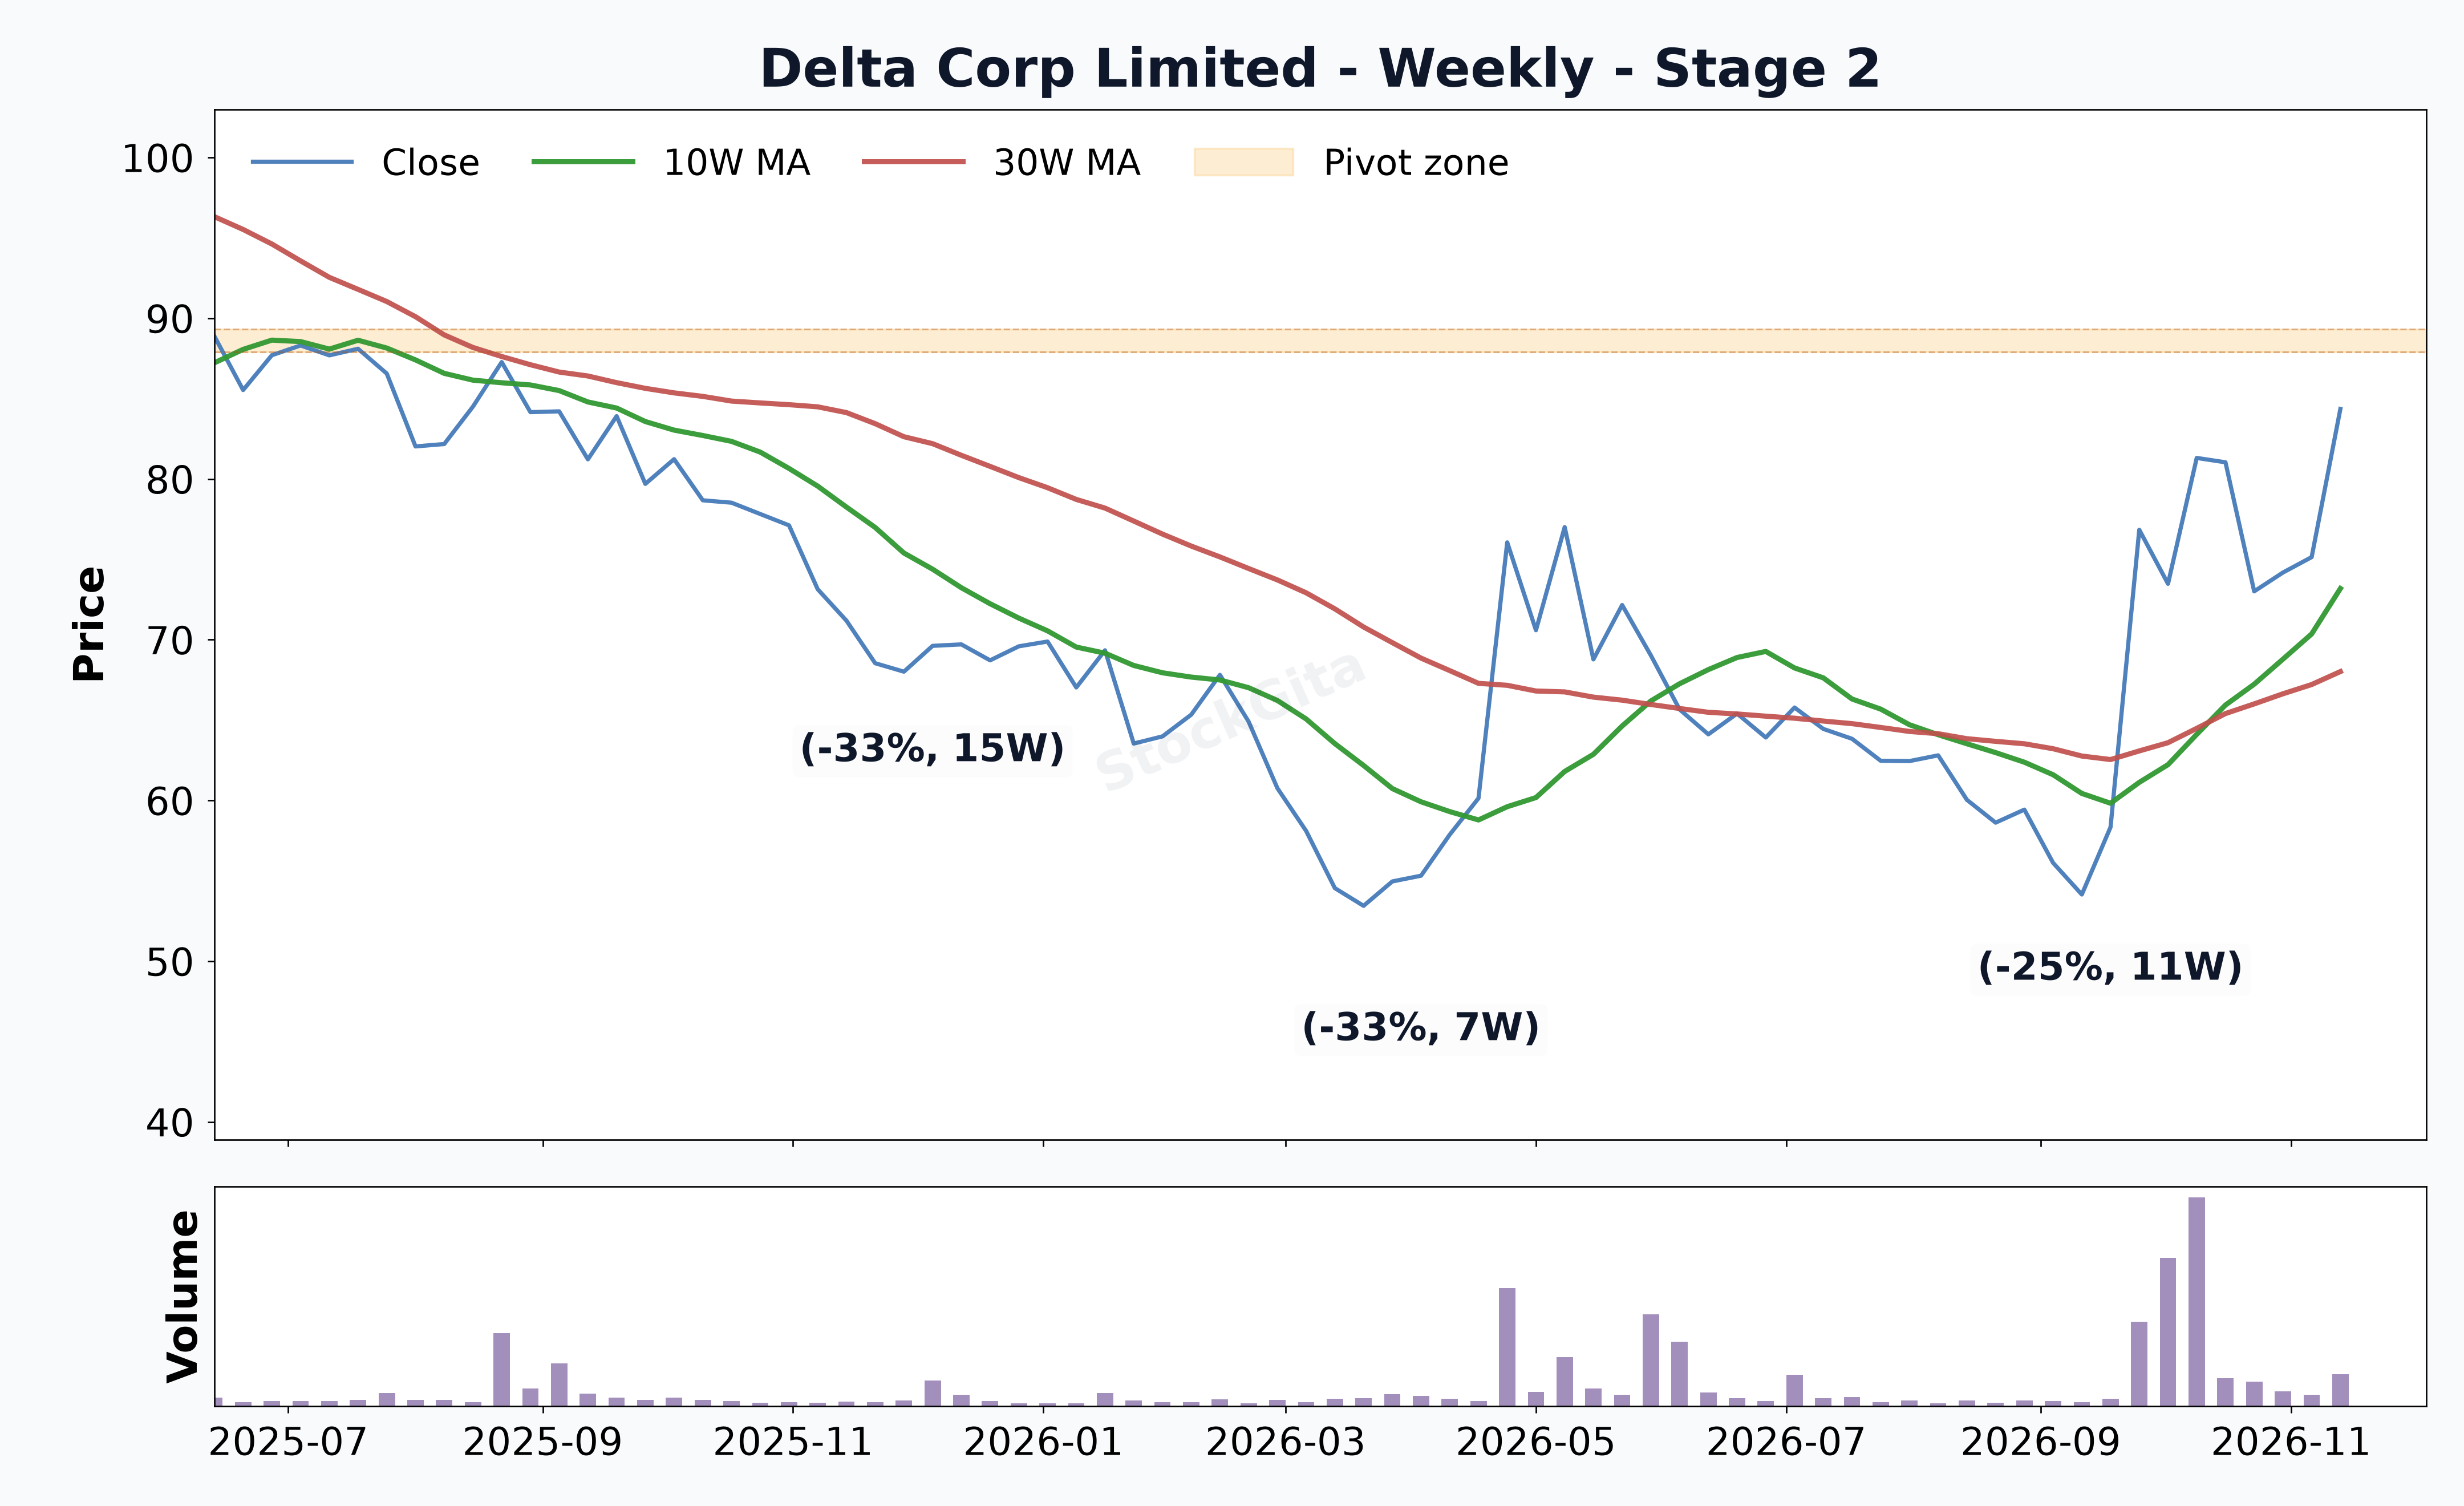 Delta Corp Limited - Weekly - Stage 2
Close 10W MA 30W MA Pivot zone
100
90
80
70
60
50
40
Price
StockGita
(-33%, 15W)
(-33%, 7W)
(-25%, 11W)
Volume
2025-07 2025-09 2025-11 2026-01 2026-03 2026-05 2026-07 2026-09 2026-11